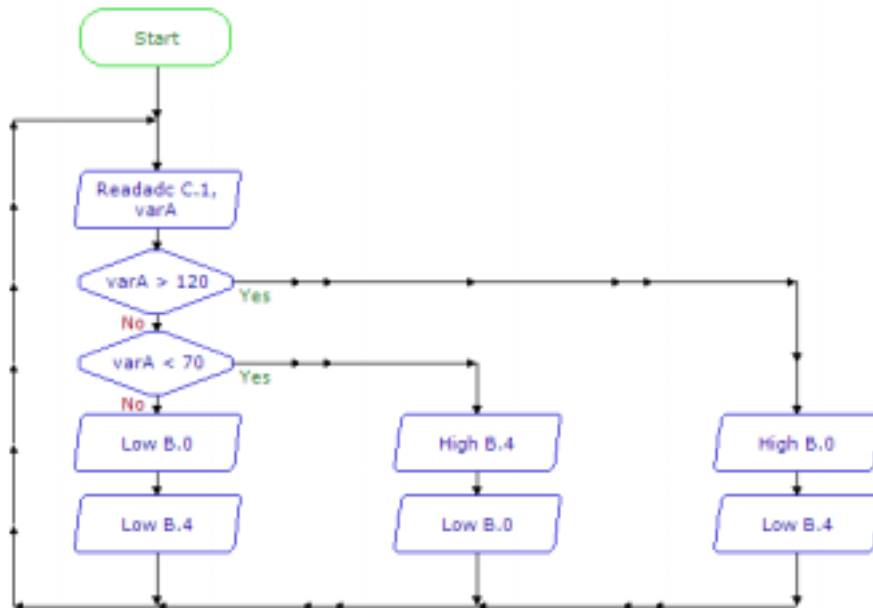 Start
Readadc C.1,
varA
varA > 120
Yes
No
varA < 70
Yes
No
Low B.0
High B.4
High B.0
Low B.4
Low B.0
Low B.4